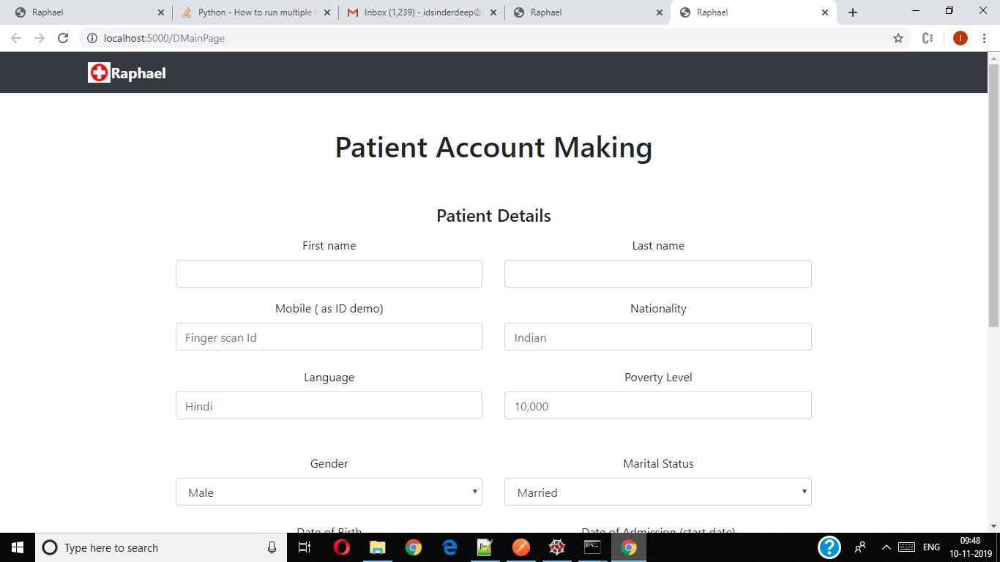 Raphael
Python - How to run multiple f
Inbox (1,239) - idsinderdeep@
Raphael
Raphael
localhost:5000/DMainPage
I
Raphael
Patient Account Making
Patient Details
First name
Last name
Mobile ( as ID demo)
Nationality
Finger scan Id
Indian
Language
Poverty Level
Hindi
10,000
Gender
Marital Status
Male
Married
Date of Birth
Date of Admission (start date)
Type here to search
ENG
09:48
10-11-2019